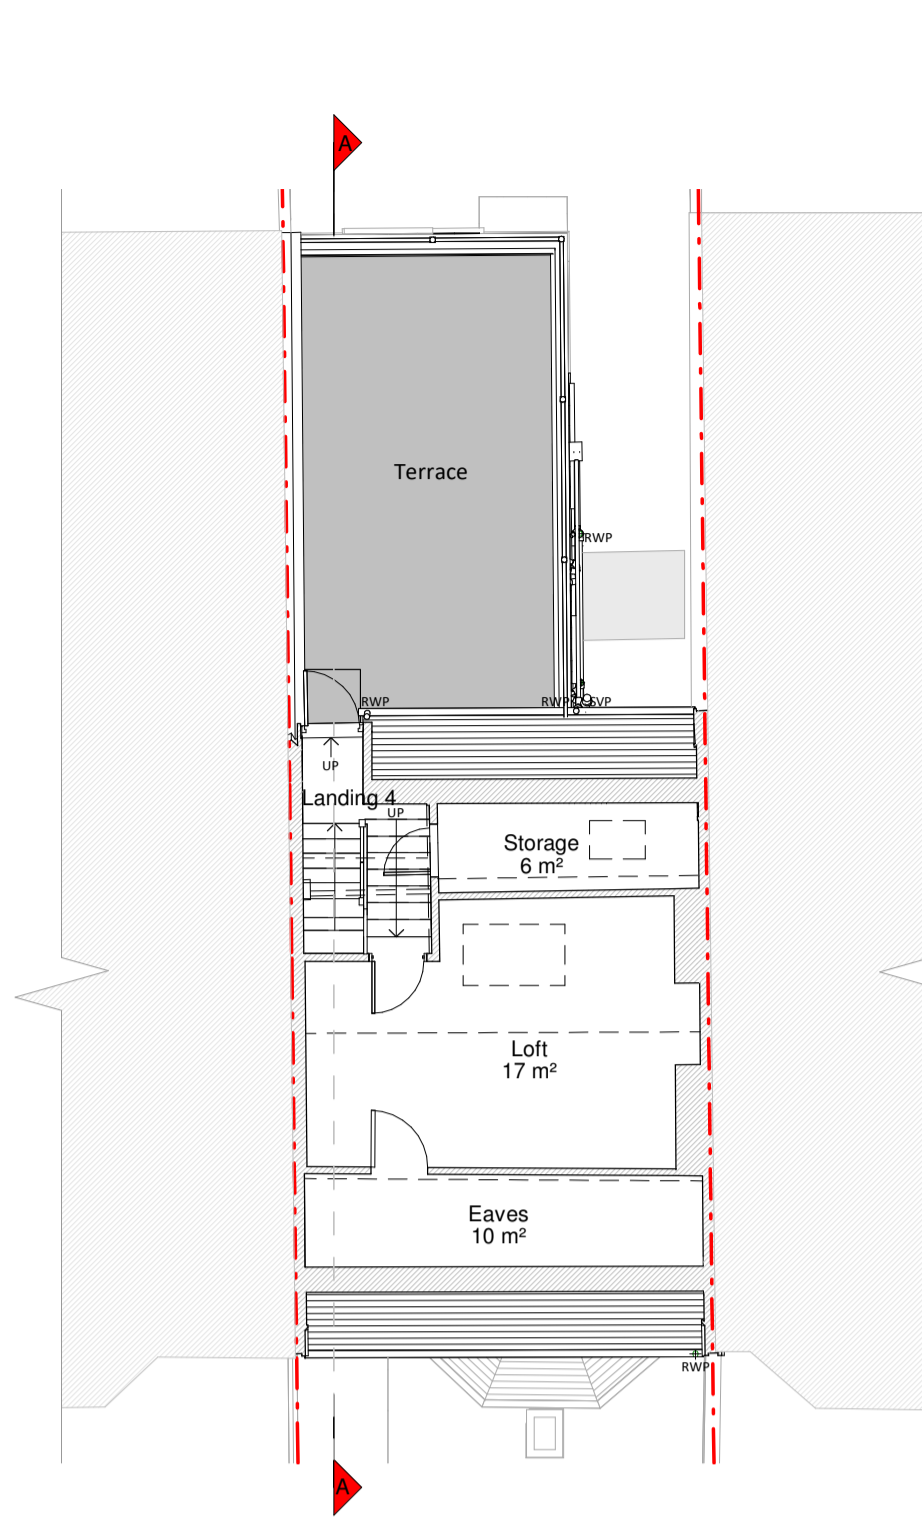 A
Terrace
RWP
RWP
RWP
SVP
UP
Landing 4
UP
Storage
6 m²
Loft
17 m²
Eaves
10 m²
RWP
A